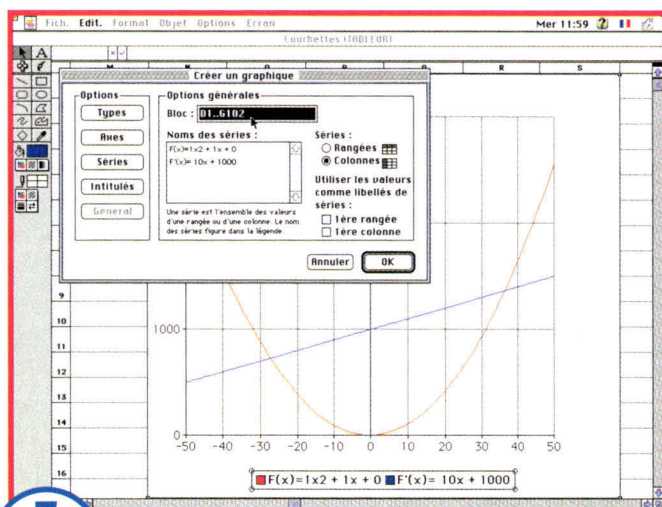 Fich. Edit. Format Objet Options Ecran Mer 11:59
Courbettes (TABLEUR)
A
R S
Créer un graphique
Options
Types
Axes
Séries
Intitulés
Général
Options générales
Bloc : D1..G102
Noms des séries :
F(x)=1x2 + 1x + 0
F'(x)= 10x + 1000
Une série est l'ensemble des valeurs
d'une rangée ou d'une colonne. Le nom
des séries figure dans la légende.
Séries :
Rangées
Colonnes
Utiliser les valeurs
comme libellés de
séries :
1ère rangée
1ère colonne
Annuler OK
9
10
11
12
13
14
15
16
1000
0
-50 -40 -30 -20 -10 0 10 20 30 40 50
F(x)=1x2 + 1x + 0 F'(x)= 10x + 1000